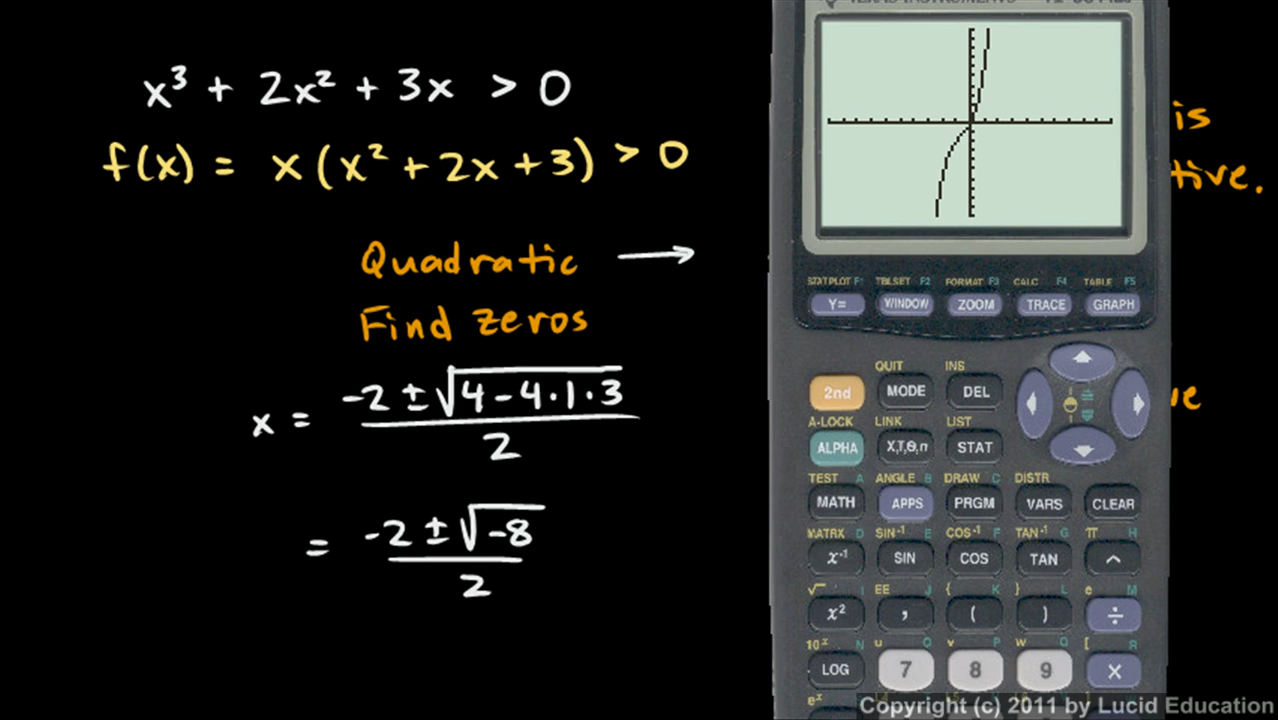 TEXAS INSTRUMENTS
x³ + 2x² + 3x > 0
f(x) = x(x² + 2x + 3) > 0
is
tive.
Quadratic →
Find zeros
x = -2 ± √4 - 4·1·3 / 2
= -2 ± √-8 / 2
ve
STAT PLOT F1 TBLSET F2 FORMAT F3 CALC F4 TABLE F5
Y= WINDOW ZOOM TRACE GRAPH
QUIT INS
2nd MODE DEL
A-LOCK LINK LIST
ALPHA X,T,Θ,n STAT
TEST A ANGLE B DRAW C DISTR
MATH APPS PRGM VARS CLEAR
MATRX D SIN⁻¹ E COS⁻¹ F TAN⁻¹ G π H
x⁻¹ SIN COS TAN ^
√ I EE J { K } L e M
x² , ( ) ÷
10ˣ N u O v P w Q [ R
LOG 7 8 9 ×
eˣ
Copyright (c) 2011 by Lucid Education